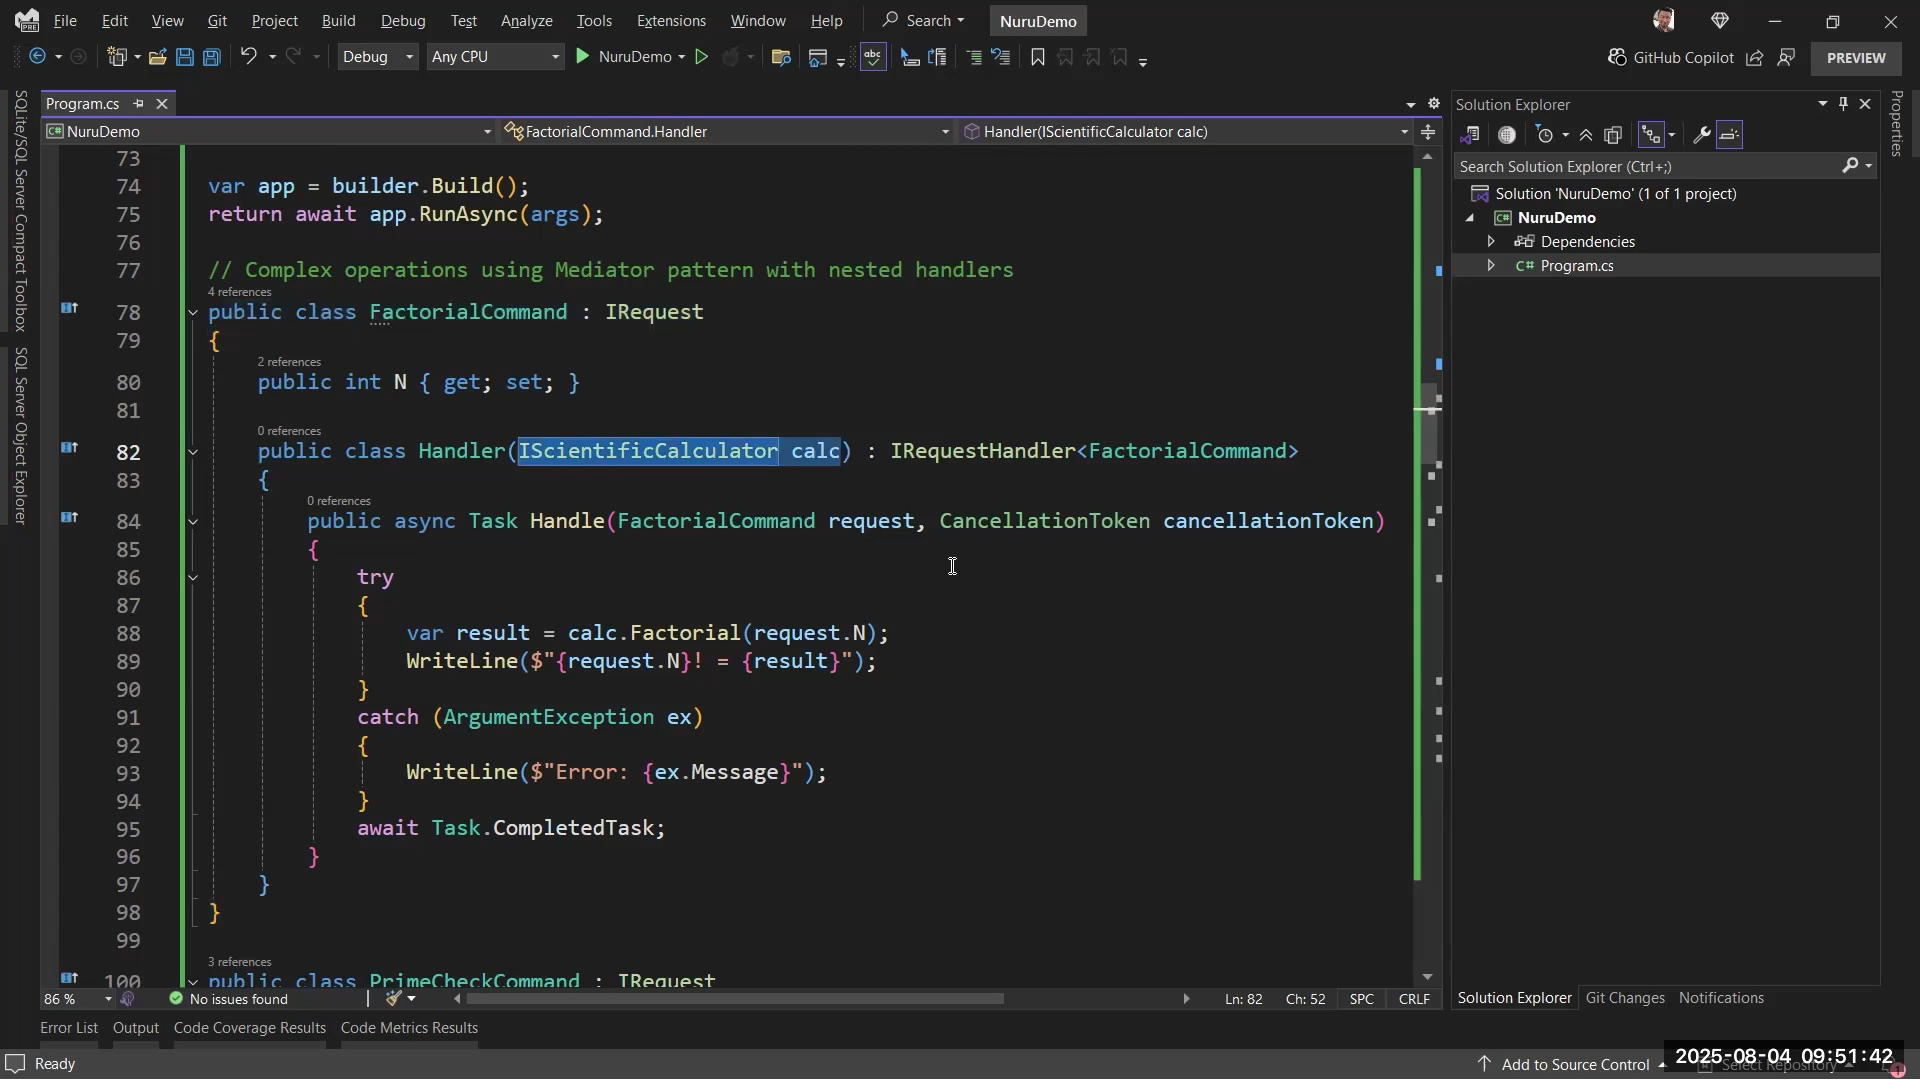 File Edit View Git Project Build Debug Test Analyze Tools Extensions Window Help Search NuruDemo
Debug Any CPU NuruDemo abc GitHub Copilot PREVIEW
SQLite/SQL Server Compact Toolbox
SQL Server Object Explorer
Program.cs
C# NuruDemo FactorialCommand.Handler Handler(IScientificCalculator calc)
73
74 var app = builder.Build();
75 return await app.RunAsync(args);
76
77 // Complex operations using Mediator pattern with nested handlers
4 references
78 public class FactorialCommand : IRequest
79 {
2 references
80 public int N { get; set; }
81
0 references
82 public class Handler(IScientificCalculator calc) : IRequestHandler<FactorialCommand>
83 {
0 references
84 public async Task Handle(FactorialCommand request, CancellationToken cancellationToken)
85 {
86 try
87 {
88 var result = calc.Factorial(request.N);
89 WriteLine($"{request.N}! = {result}");
90 }
91 catch (ArgumentException ex)
92 {
93 WriteLine($"Error: {ex.Message}");
94 }
95 await Task.CompletedTask;
96 }
97 }
98 }
99
3 references
100 public class PrimeCheckCommand : IRequest
86 % No issues found Ln: 82 Ch: 52 SPC CRLF
Error List Output Code Coverage Results Code Metrics Results
Solution Explorer
Search Solution Explorer (Ctrl+;)
Solution 'NuruDemo' (1 of 1 project)
C# NuruDemo
Dependencies
C# Program.cs
Solution Explorer Git Changes Notifications
Properties
Ready Add to Source Control Select Repository 1
2025-08-04 09:51:42
PRE